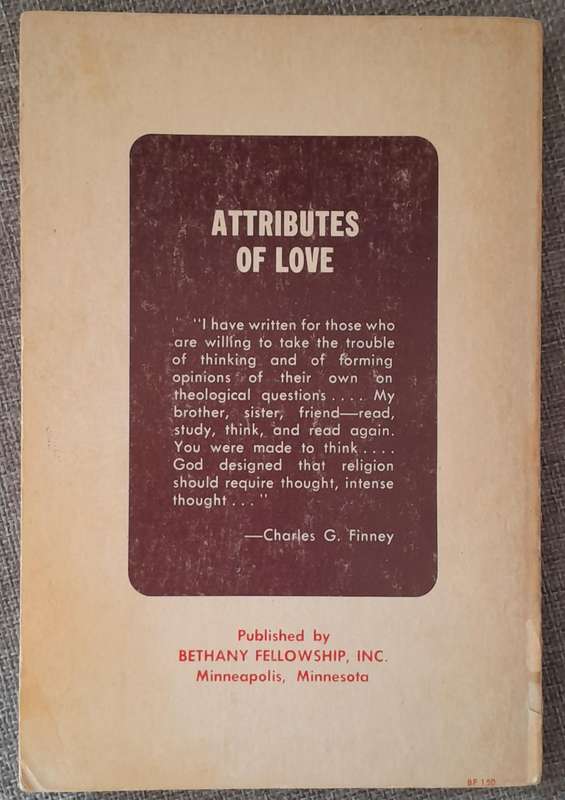 ATTRIBUTES
OF LOVE
"I have written for those who
are willing to take the trouble
of thinking and of forming
opinions of their own on
theological questions . . . . My
brother, sister, friend—read,
study, think, and read again.
You were made to think . . . .
God designed that religion
should require thought, intense
thought . . . "
—Charles G. Finney
Published by
BETHANY FELLOWSHIP, INC.
Minneapolis, Minnesota
BF 150